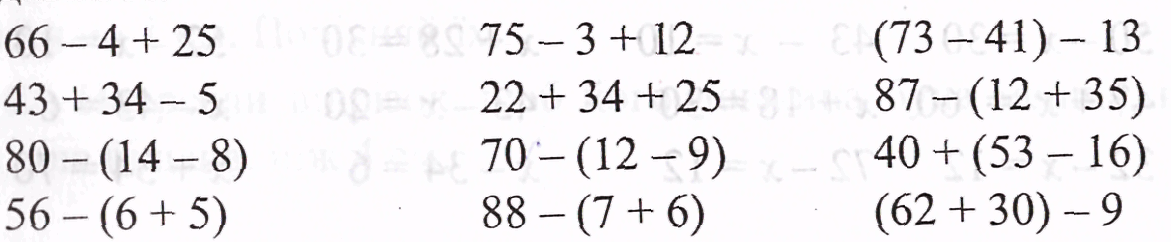 66 – 4 + 25 75 – 3 + 12 (73 – 41) – 13
43 + 34 – 5 22 + 34 + 25 87 – (12 + 35)
80 – (14 – 8) 70 – (12 – 9) 40 + (53 – 16)
56 – (6 + 5) 88 – (7 + 6) (62 + 30) – 9